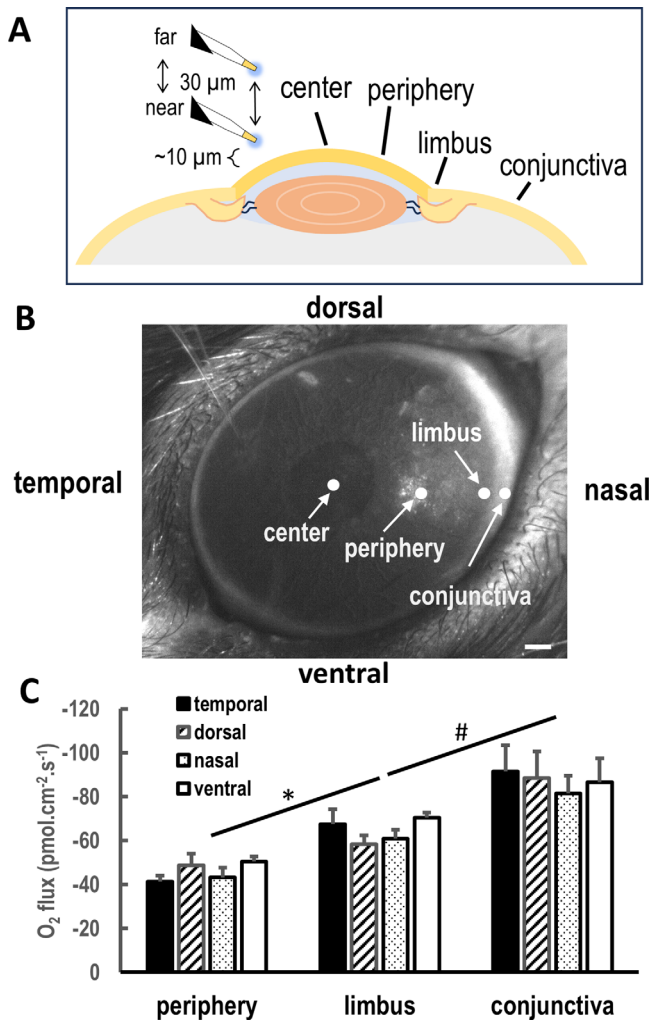 A
far
30 µm
near
~10 µm
center
periphery
limbus
conjunctiva
B
dorsal
temporal
nasal
limbus
center
periphery
conjunctiva
ventral
C
temporal
dorsal
nasal
ventral
*
#
O₂ flux (pmol.cm⁻².s⁻¹)
-120
-100
-80
-60
-40
-20
0
periphery
limbus
conjunctiva